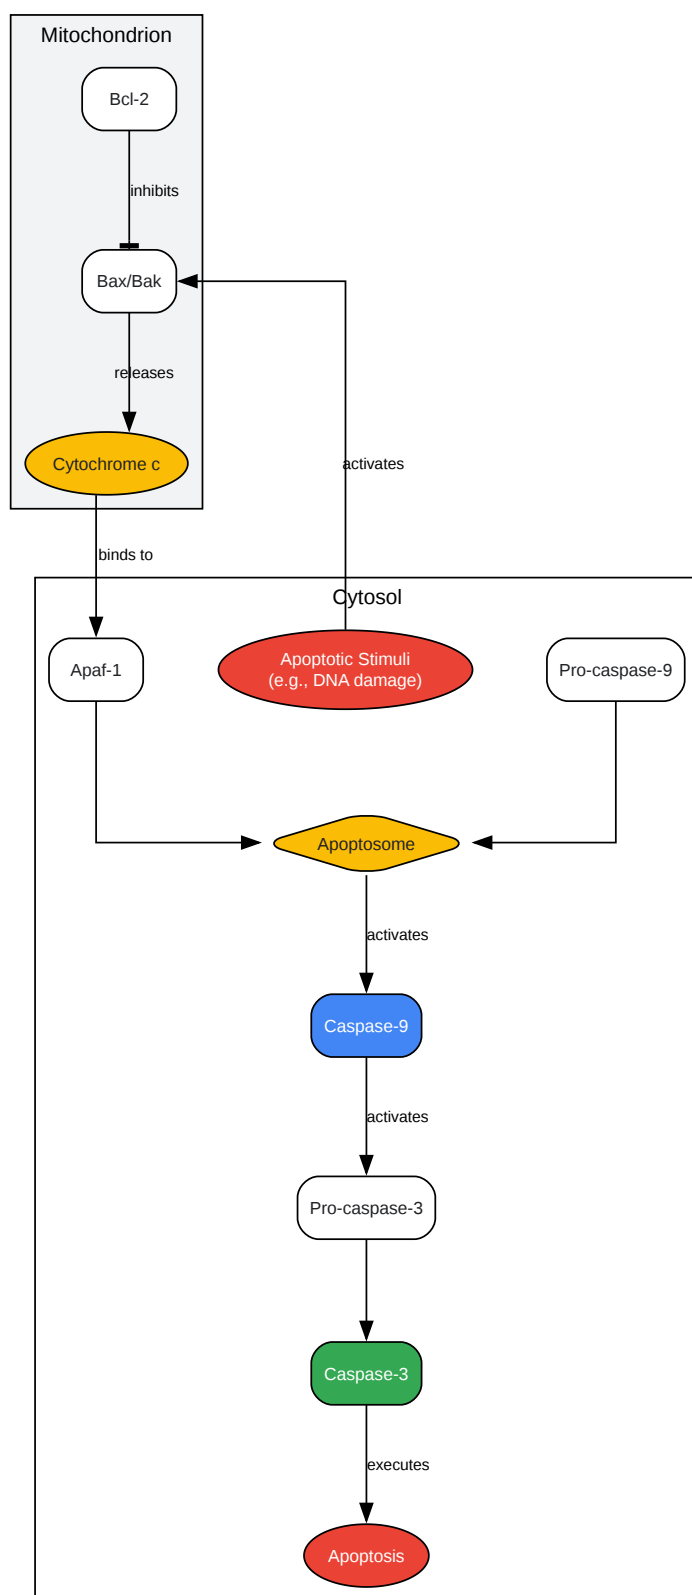 Mitochondrion
Bcl-2
inhibits
Bax/Bak
releases
Cytochrome c
activates
binds to
Cytosol
Apaf-1
Apoptotic Stimuli
(e.g., DNA damage)
Pro-caspase-9
Apoptosome
activates
Caspase-9
activates
Pro-caspase-3
Caspase-3
executes
Apoptosis